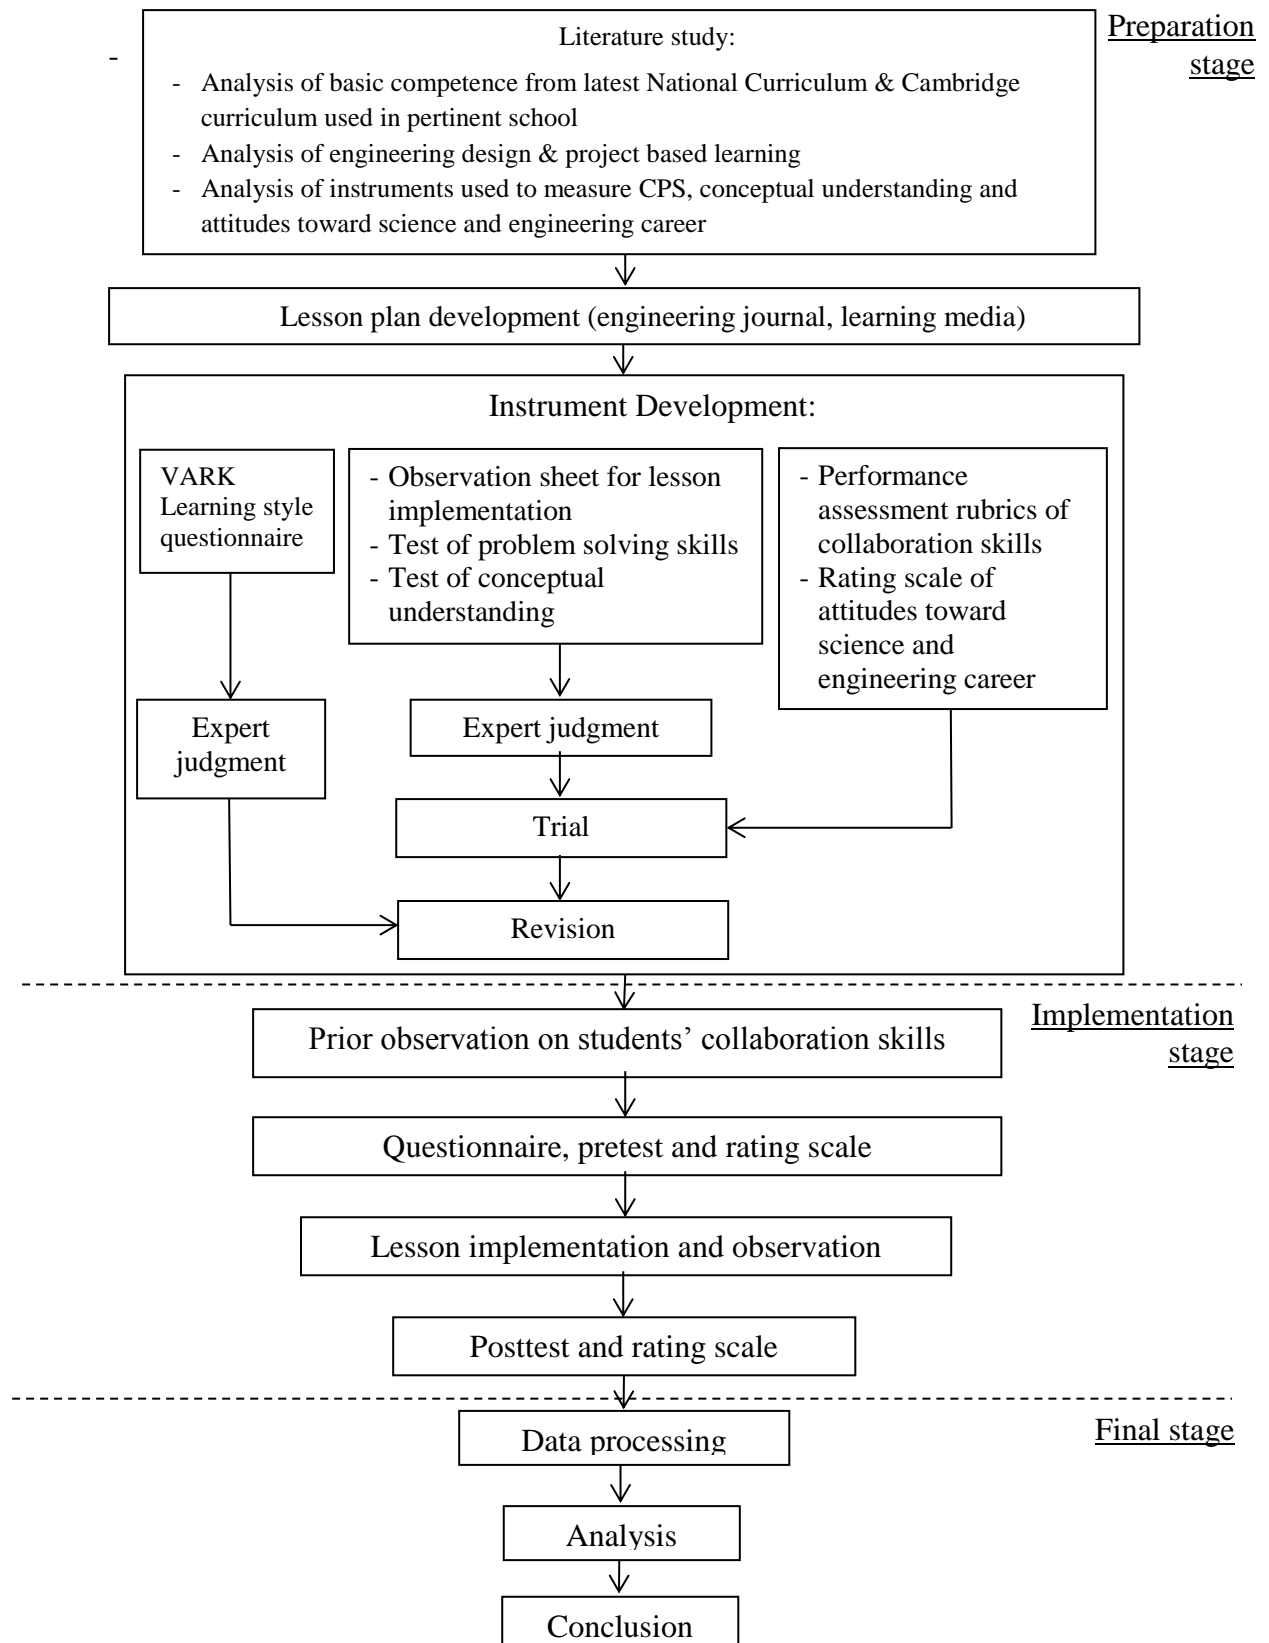 Literature study:
Preparation
stage
-
- Analysis of basic competence from latest National Curriculum & Cambridge
curriculum used in pertinent school
- Analysis of engineering design & project based learning
- Analysis of instruments used to measure CPS, conceptual understanding and
attitudes toward science and engineering career
Lesson plan development (engineering journal, learning media)
Instrument Development:
VARK
Learning style
questionnaire
- Observation sheet for lesson
implementation
- Test of problem solving skills
- Test of conceptual
understanding
- Performance
assessment rubrics of
collaboration skills
- Rating scale of
attitudes toward
science and
engineering career
Expert
judgment
Expert judgment
Trial
Revision
Implementation
stage
Prior observation on students’ collaboration skills
Questionnaire, pretest and rating scale
Lesson implementation and observation
Posttest and rating scale
Final stage
Data processing
Analysis
Conclusion